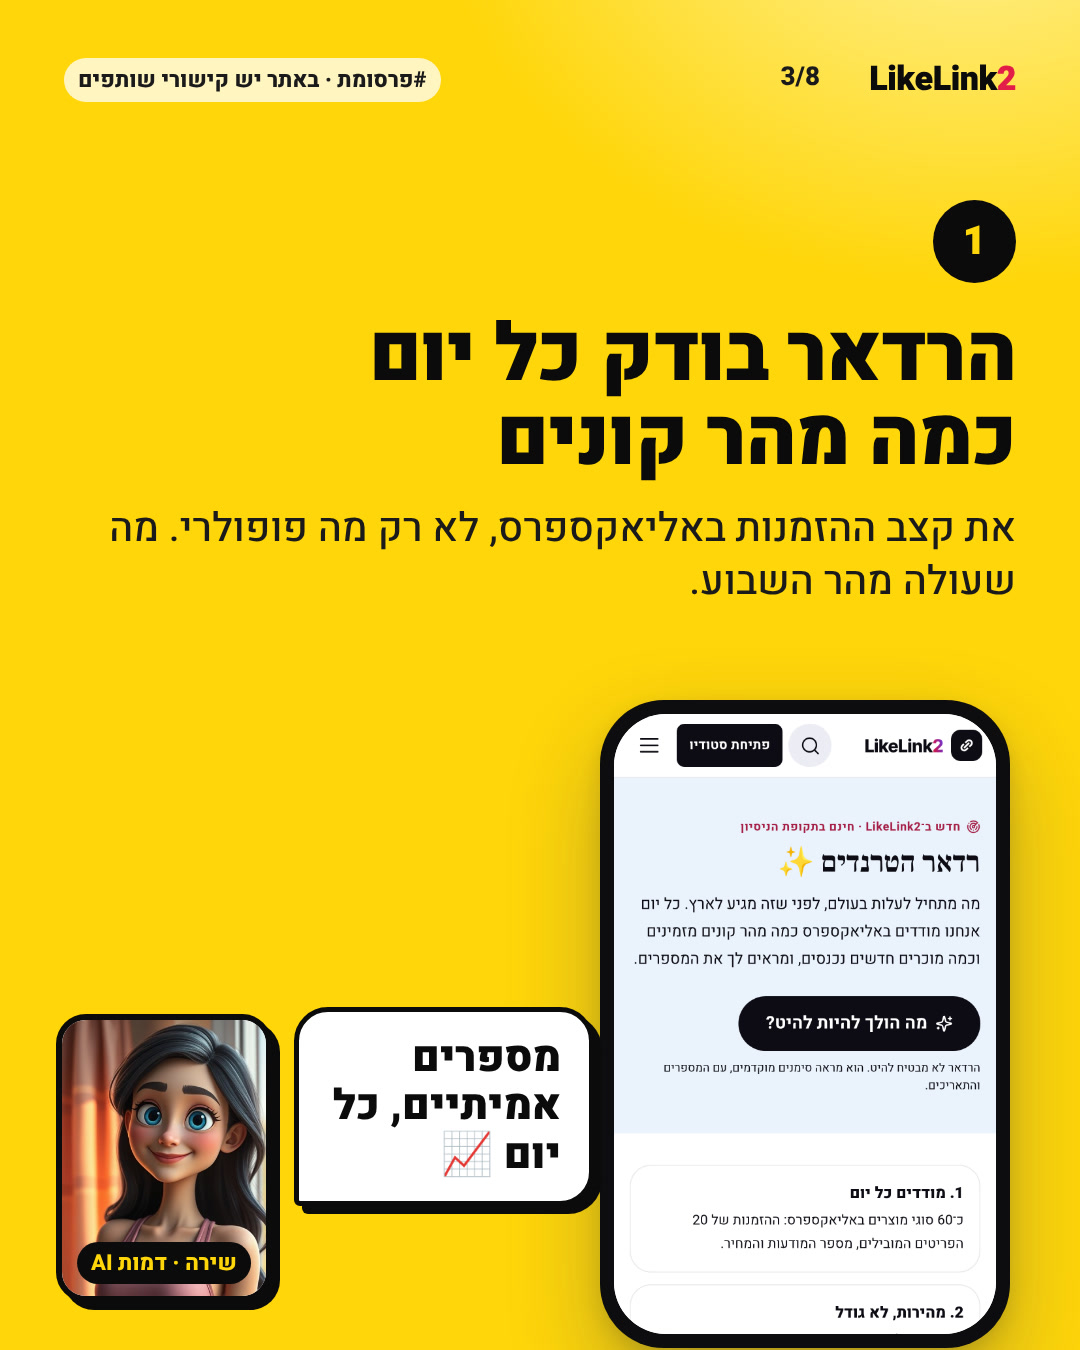 LikeLink2
3/8
#פרסומת · באתר יש קישורי שותפים
1
הרדאר בודק כל יום
כמה מהר קונים
את קצב ההזמנות באליאקספרס, לא רק מה פופולרי. מה
שעולה מהר השבוע.
LikeLink2
פתיחת סטודיו
חדש ב־LikeLink2 · חינם בתקופת הניסיון
רדאר הטרנדים ✨
מה מתחיל לעלות בעולם, לפני שזה מגיע לארץ. כל יום
אנחנו מודדים באליאקספרס כמה מהר קונים מזמינים
וכמה מוכרים חדשים נכנסים, ומראים לך את המספרים.
מה הולך להיות להיט?
הרדאר לא מבטיח להיט. הוא מראה סימנים מוקדמים, עם המספרים
והתאריכים.
1. מודדים כל יום
כ־60 סוגי מוצרים באליאקספרס: ההזמנות של 20
הפריטים המובילים, מספר המודעות והמחיר.
2. מהירות, לא גודל
מספרים
אמיתיים, כל
יום 📈
שירה · דמות AI